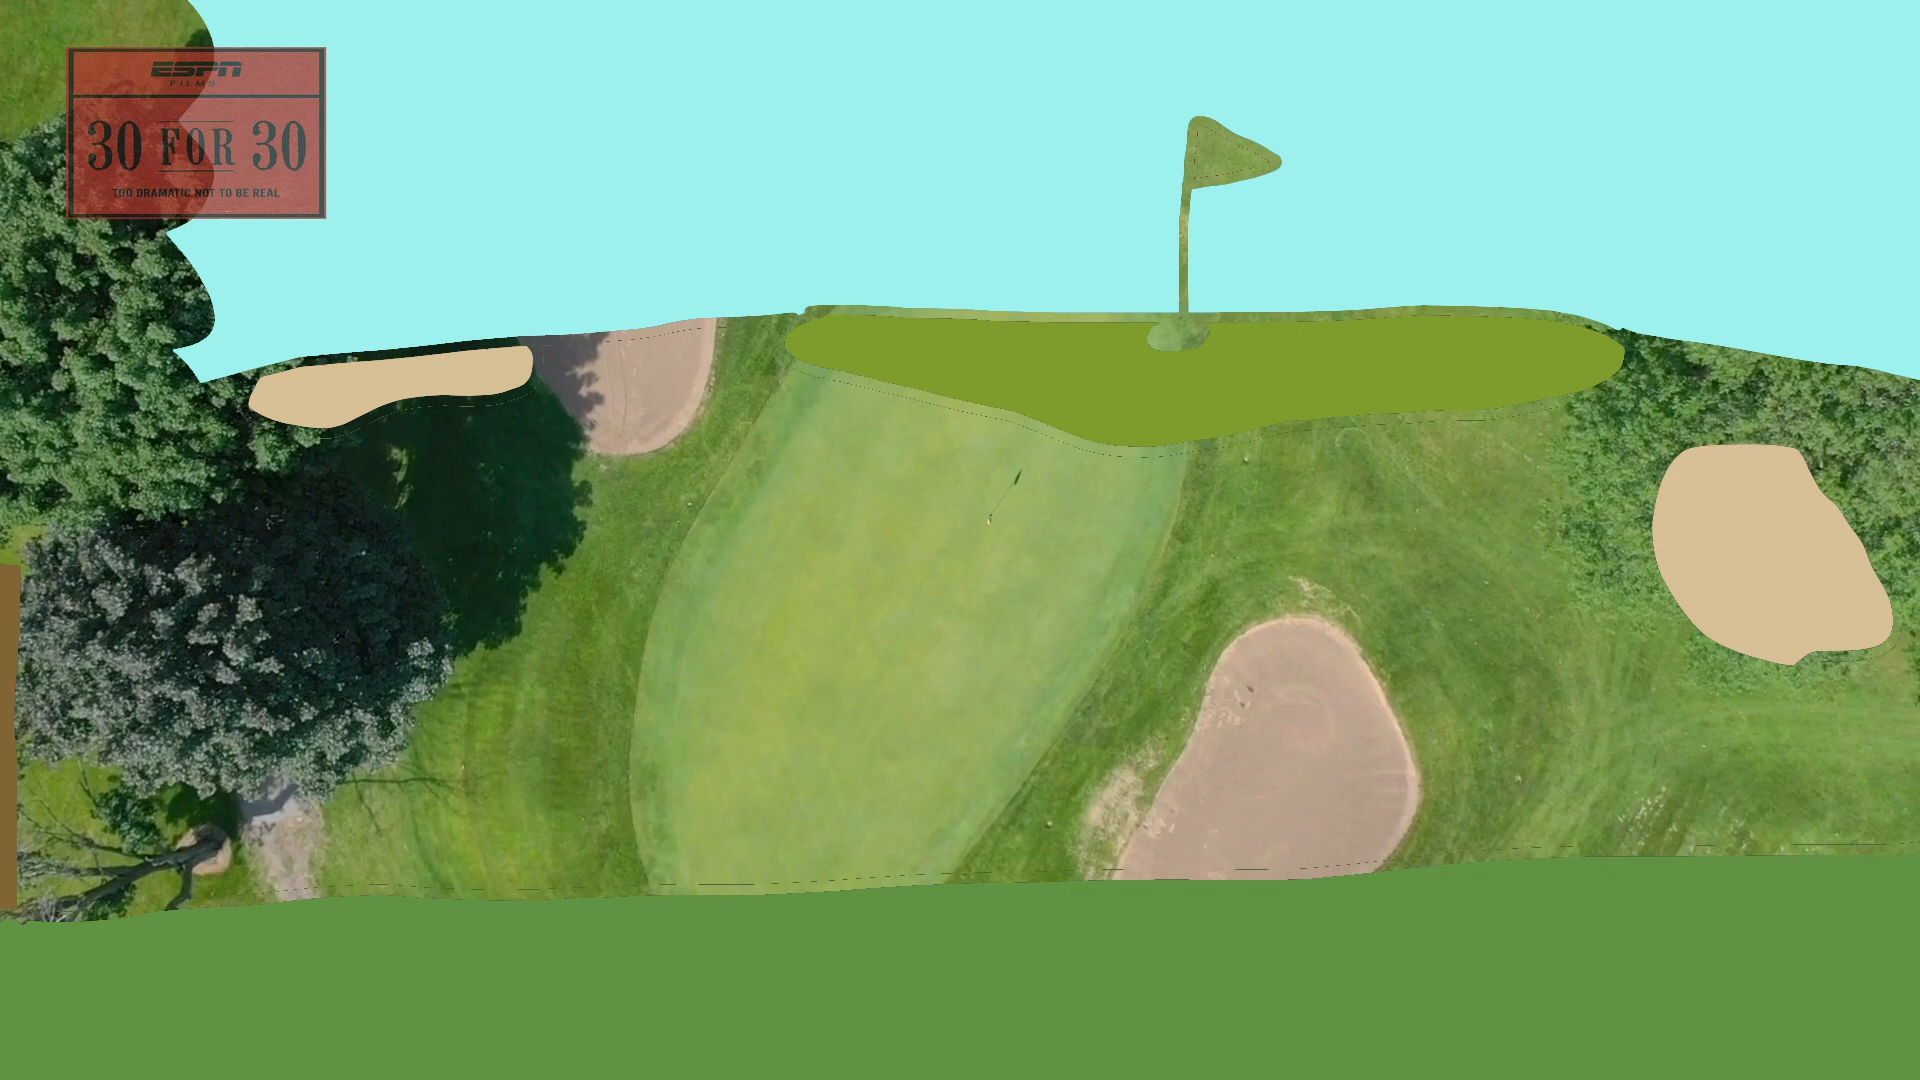 ESPN
FILMS
30 FOR 30
TOO DRAMATIC NOT TO BE REAL